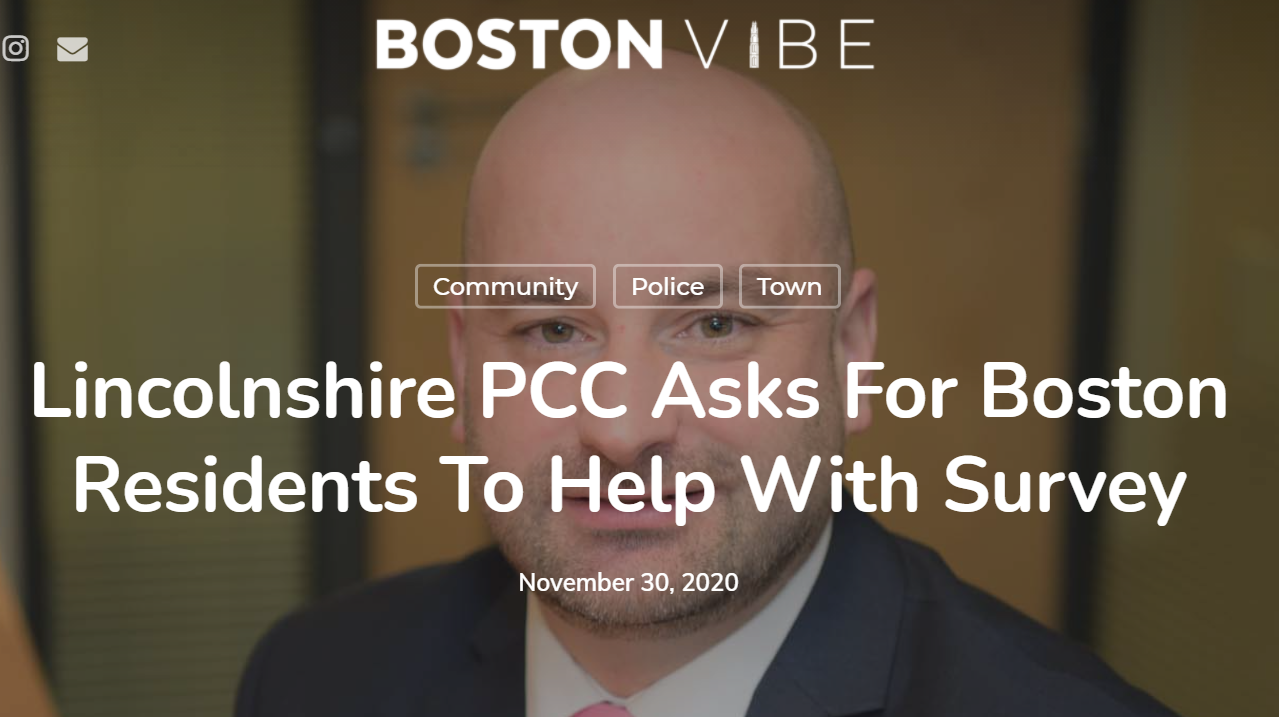 BOSTON VIBE
Community Police Town
Lincolnshire PCC Asks For Boston
Residents To Help With Survey
November 30, 2020